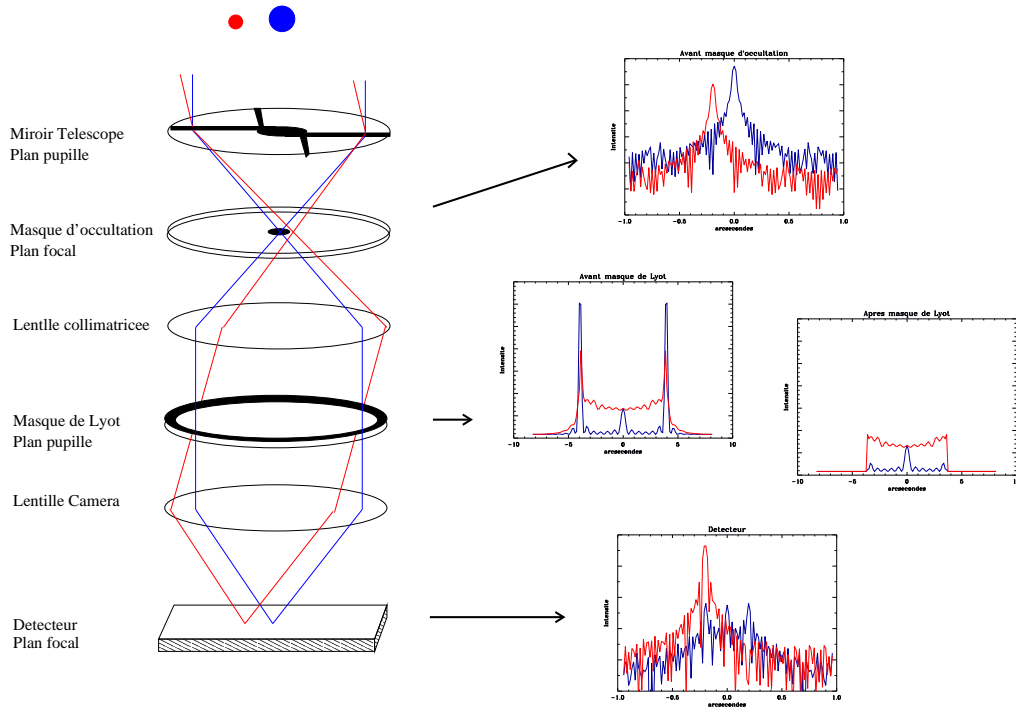 Miroir Telescope
Plan pupille
Masque d'occultation
Plan focal
Lentlle collimatricee
Masque de Lyot
Plan pupille
Lentille Camera
Detecteur
Plan focal
Avant masque d'occultation
Intensite
-1.0 -0.5 0.0 0.5 1.0
arcsecondes
Avant masque de Lyot
Intensite
-10 -5 0 5 10
arcsecondes
Apres masque de Lyot
Intensite
-10 -5 0 5 10
arcsecondes
Detecteur
Intensite
-1.0 -0.5 0.0 0.5 1.0
arcsecondes